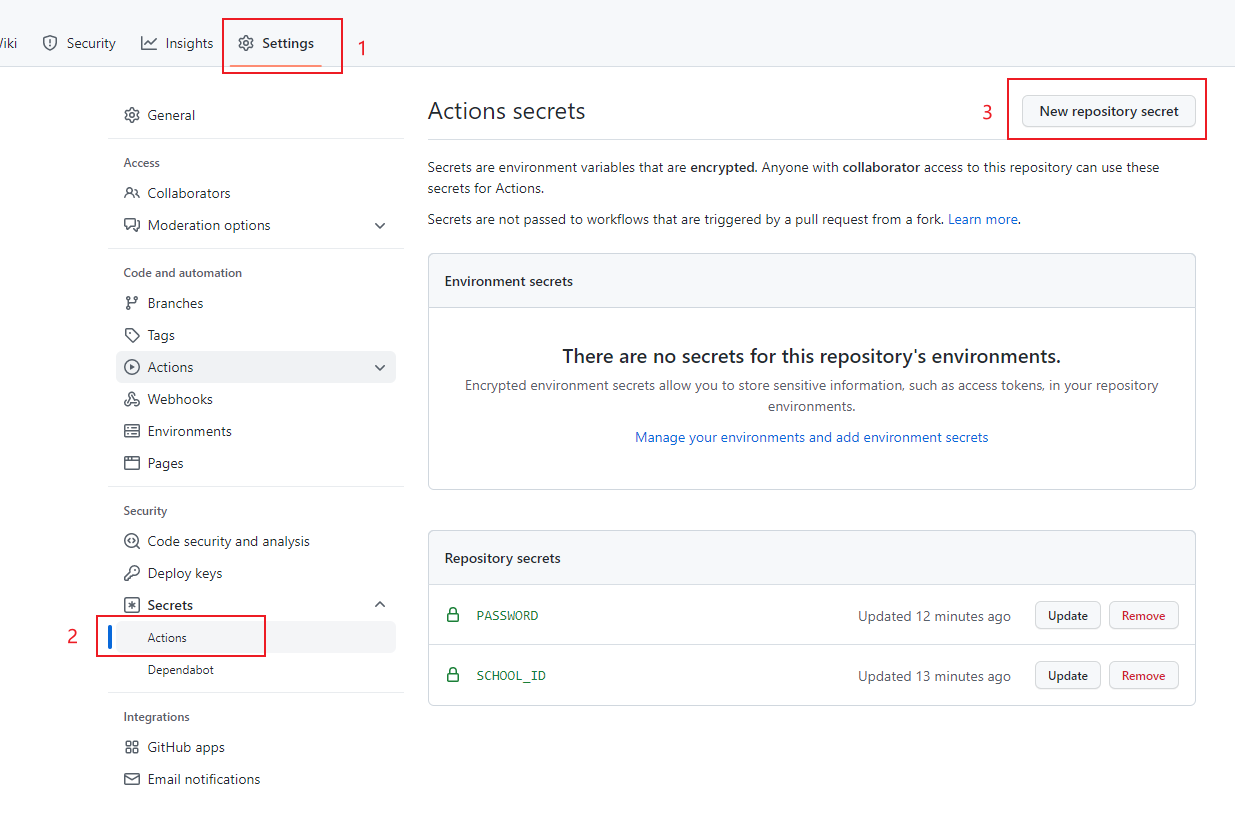 Wiki Security Insights Settings 1
General
Access
Collaborators
Moderation options
Code and automation
Branches
Tags
Actions
Webhooks
Environments
Pages
Security
Code security and analysis
Deploy keys
Secrets
2 Actions
Dependabot
Integrations
GitHub apps
Email notifications
Actions secrets
3 New repository secret
Secrets are environment variables that are encrypted. Anyone with collaborator access to this repository can use these
secrets for Actions.
Secrets are not passed to workflows that are triggered by a pull request from a fork. Learn more.
Environment secrets
There are no secrets for this repository's environments.
Encrypted environment secrets allow you to store sensitive information, such as access tokens, in your repository
environments.
Manage your environments and add environment secrets
Repository secrets
PASSWORD Updated 12 minutes ago Update Remove
SCHOOL_ID Updated 13 minutes ago Update Remove